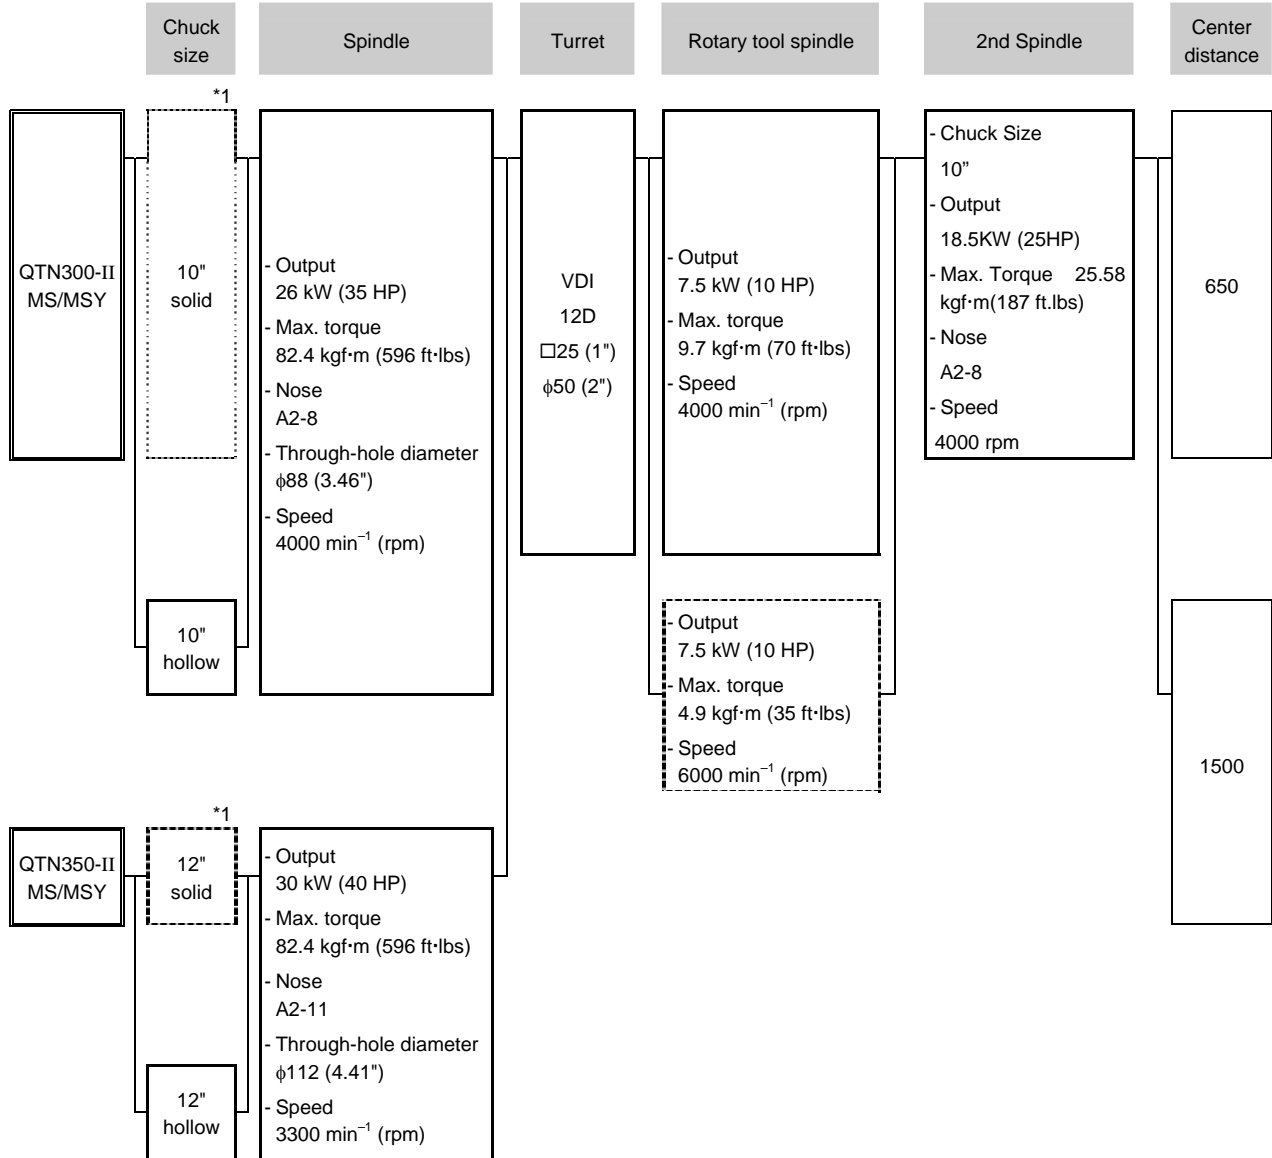 Chuck
size
Spindle
Turret
Rotary tool spindle
2nd Spindle
Center
distance
*1
QTN300-II
MS/MSY
10"
solid
- Output
26 kW (35 HP)
- Max. torque
82.4 kgf·m (596 ft·lbs)
- Nose
A2-8
- Through-hole diameter
ϕ88 (3.46")
- Speed
4000 min⁻¹ (rpm)
VDI
12D
□25 (1")
ϕ50 (2")
- Output
7.5 kW (10 HP)
- Max. torque
9.7 kgf·m (70 ft·lbs)
- Speed
4000 min⁻¹ (rpm)
- Chuck Size
10”
- Output
18.5KW (25HP)
- Max. Torque 25.58
kgf·m(187 ft.lbs)
- Nose
A2-8
- Speed
4000 rpm
650
10"
hollow
- Output
7.5 kW (10 HP)
- Max. torque
4.9 kgf·m (35 ft·lbs)
- Speed
6000 min⁻¹ (rpm)
1500
*1
QTN350-II
MS/MSY
12"
solid
- Output
30 kW (40 HP)
- Max. torque
82.4 kgf·m (596 ft·lbs)
- Nose
A2-11
- Through-hole diameter
ϕ112 (4.41")
- Speed
3300 min⁻¹ (rpm)
12"
hollow